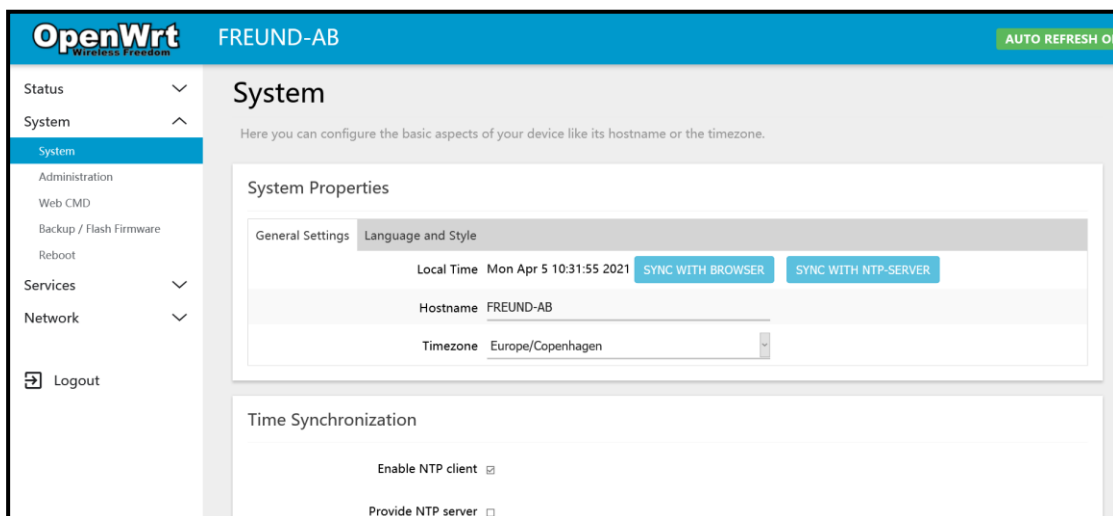 OpenWrt
Wireless Freedom
FREUND-AB
AUTO REFRESH
Status
System
System
Administration
Web CMD
Backup / Flash Firmware
Reboot
Services
Network
Logout
System
Here you can configure the basic aspects of your device like its hostname or the timezone.
System Properties
General Settings Language and Style
Local Time Mon Apr 5 10:31:55 2021 SYNC WITH BROWSER SYNC WITH NTP-SERVER
Hostname FREUND-AB
Timezone Europe/Copenhagen
Time Synchronization
Enable NTP client
Provide NTP server